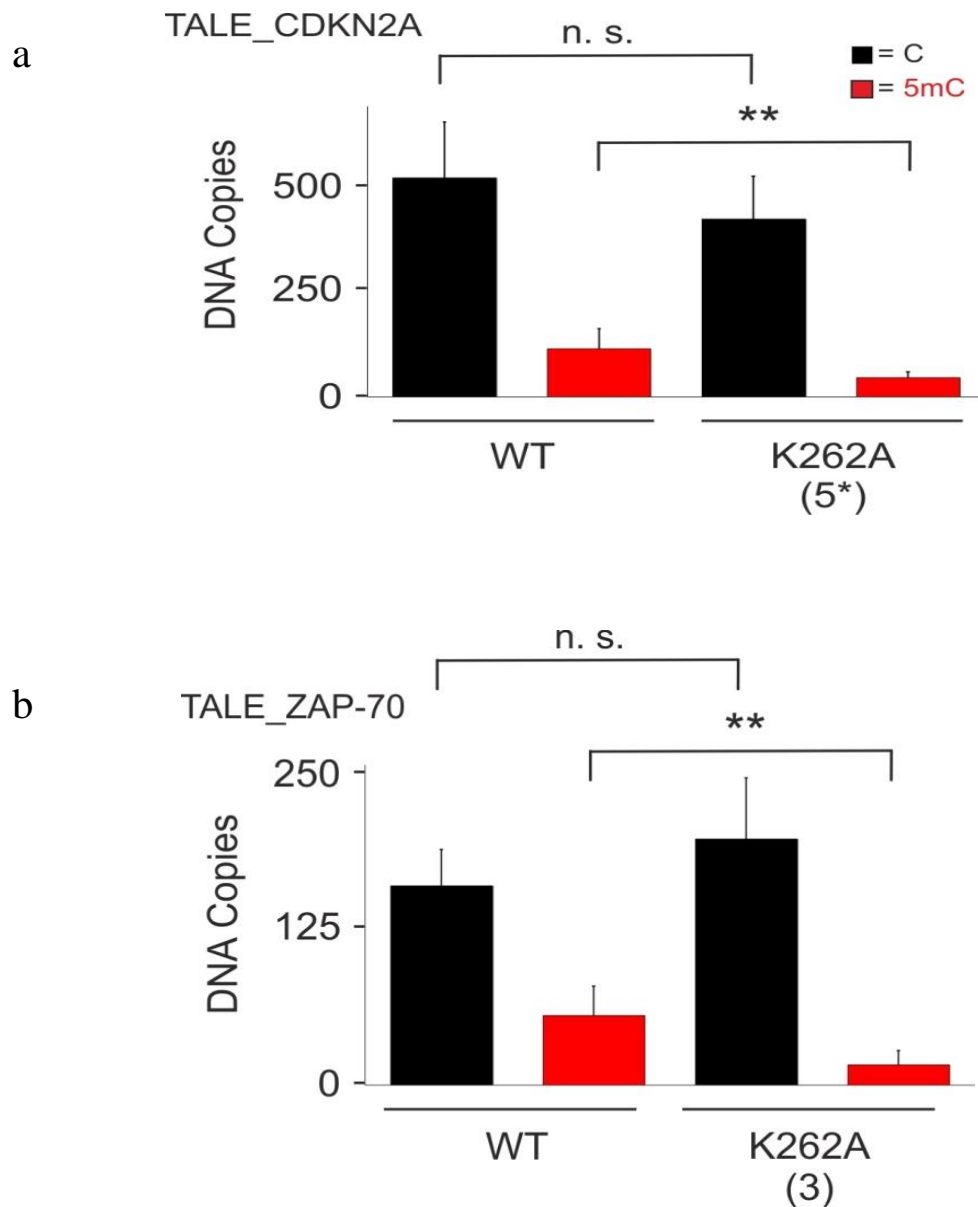 a
TALE_CDKN2A
n. s.
= C
= 5mC
**
DNA Copies
500
250
0
WT
K262A
(5*)
b
TALE_ZAP-70
n. s.
**
DNA Copies
250
125
0
WT
K262A
(3)